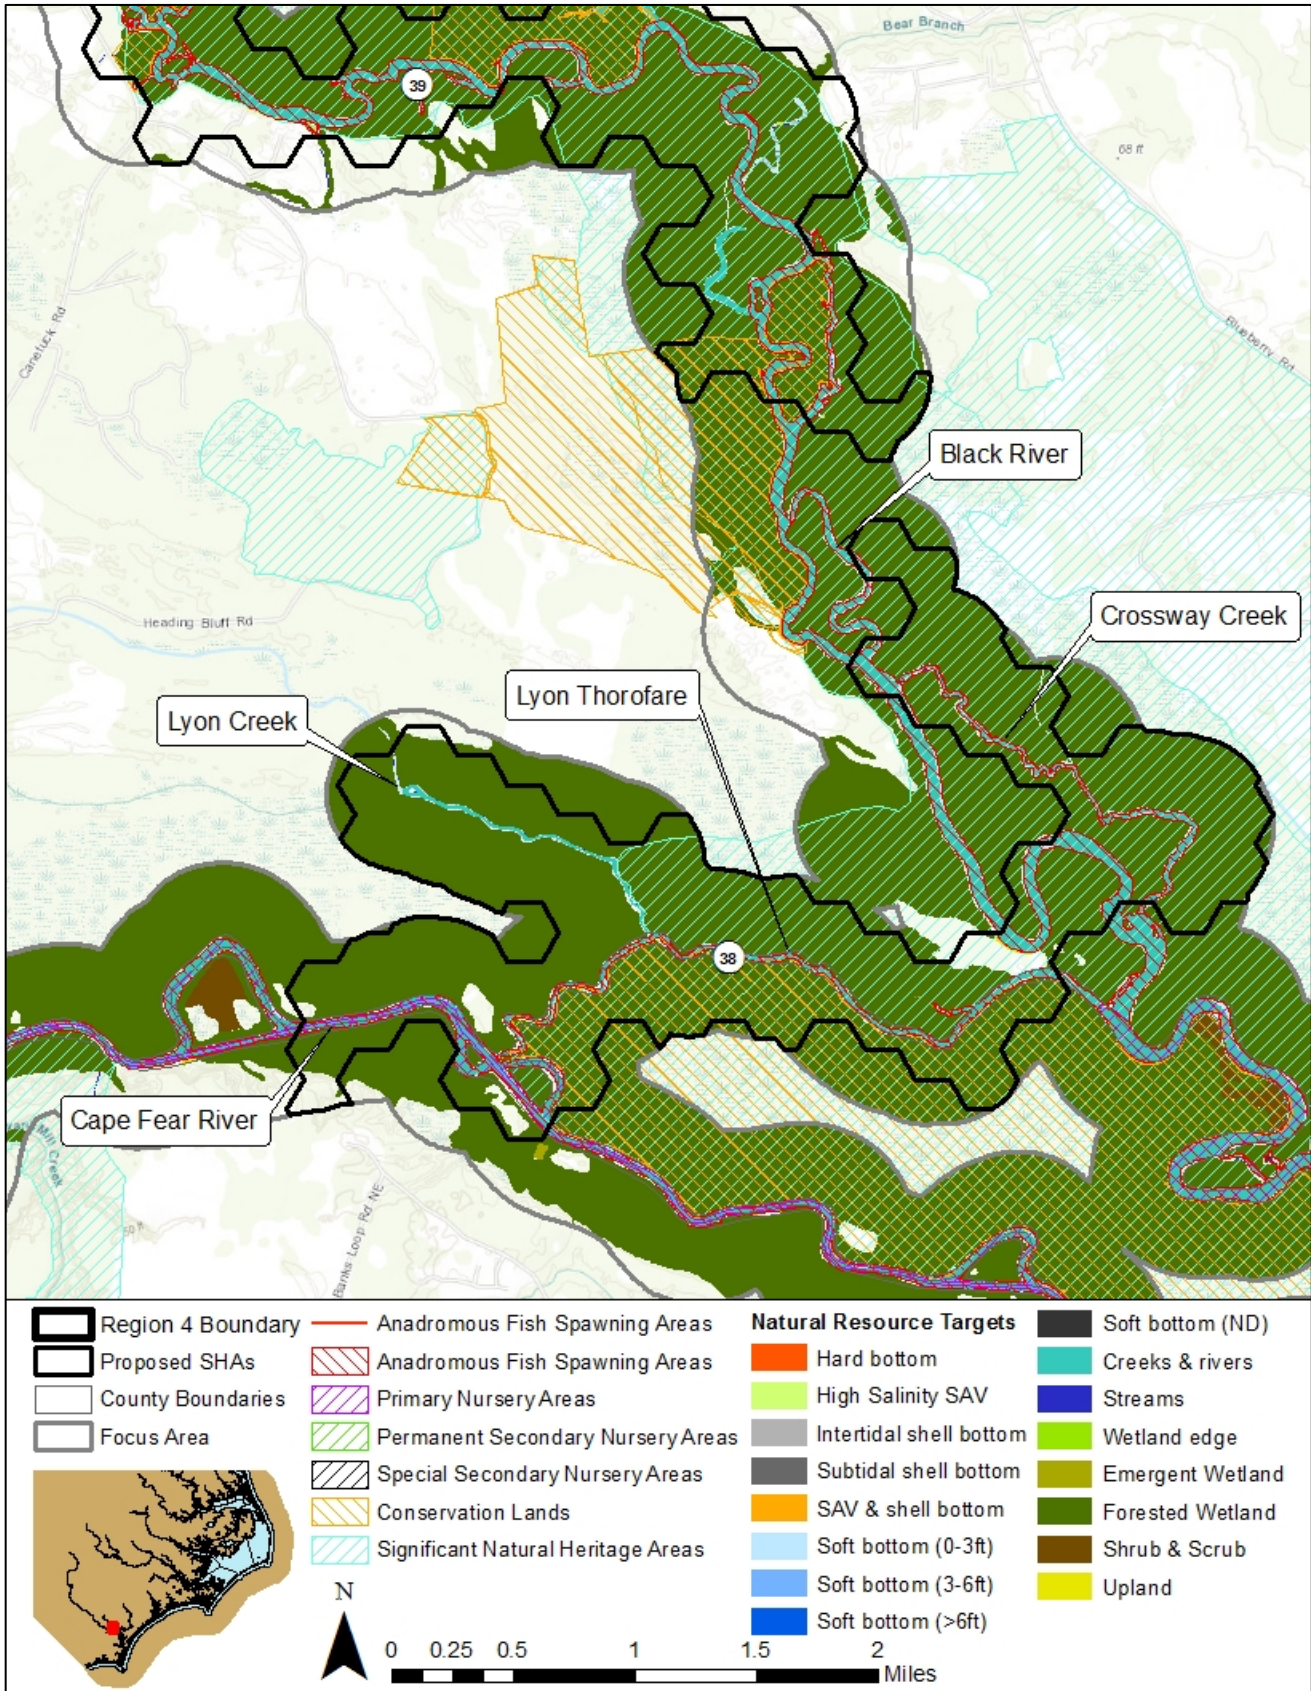 Bear Branch
39
68 ft
Canetuck Rd
Blueberry Rd
Black River
Crossway Creek
Heading Bluff Rd
Lyon Thorofare
Lyon Creek
38
Cape Fear River
Mill Creek
50 ft
Banks Loop Rd NE
Region 4 Boundary
Proposed SHAs
County Boundaries
Focus Area
Anadromous Fish Spawning Areas
Anadromous Fish Spawning Areas
Primary Nursery Areas
Permanent Secondary Nursery Areas
Special Secondary Nursery Areas
Conservation Lands
Significant Natural Heritage Areas
Natural Resource Targets
Hard bottom
High Salinity SAV
Intertidal shell bottom
Subtidal shell bottom
SAV & shell bottom
Soft bottom (0-3ft)
Soft bottom (3-6ft)
Soft bottom (>6ft)
Soft bottom (ND)
Creeks & rivers
Streams
Wetland edge
Emergent Wetland
Forested Wetland
Shrub & Scrub
Upland
N
0 0.25 0.5 1 1.5 2
Miles